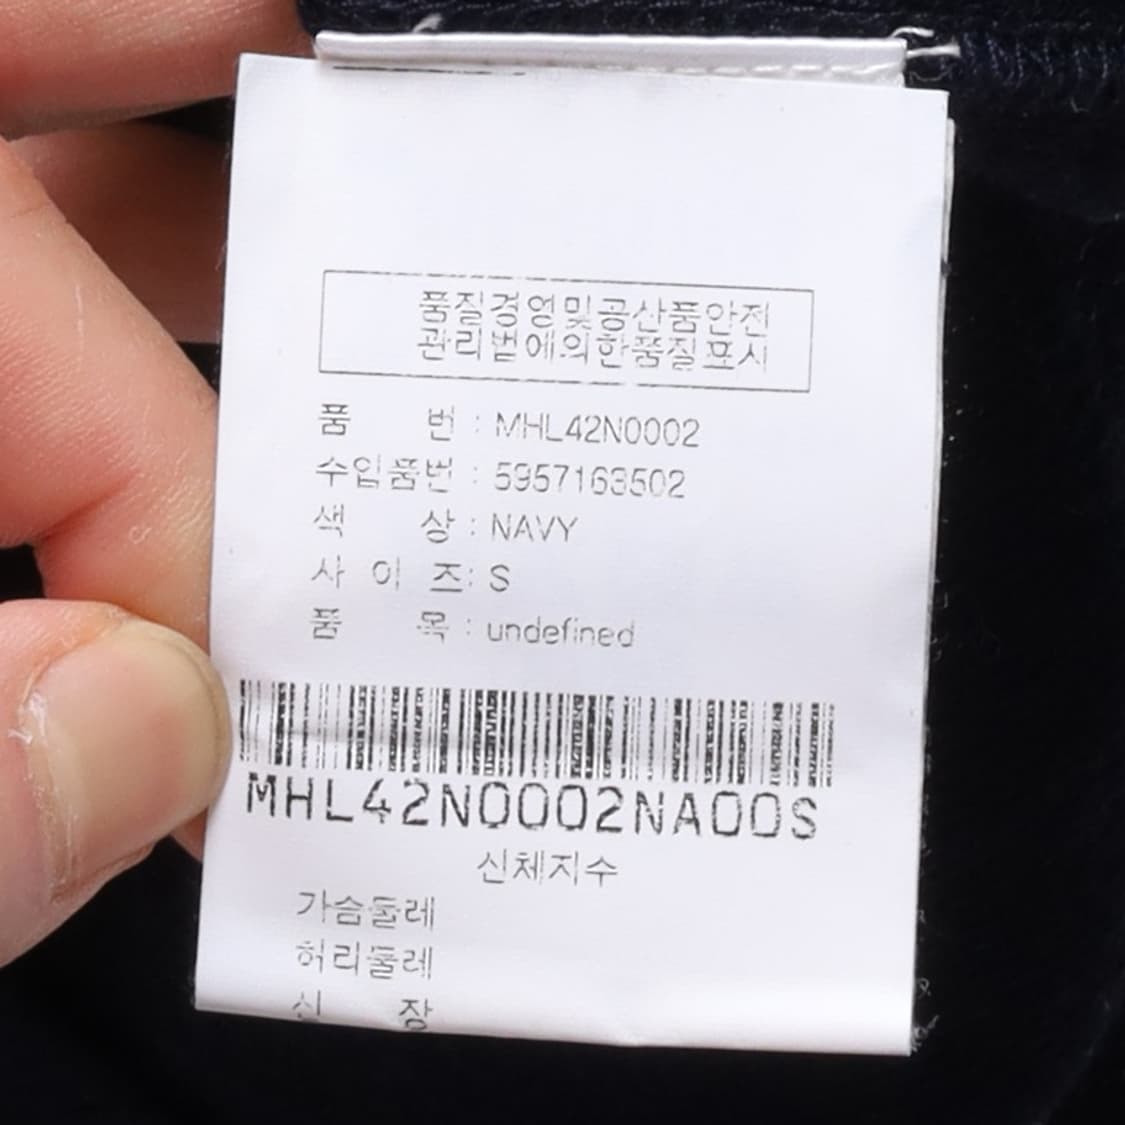 품질경영및공산품안전
관리법에의한품질표시
품 번 : MHL42N0002
수입품번 : 5957163502
색 상 : NAVY
사 이 즈: S
품 목 : undefined
MHL42N0002NA00S
신체지수
가슴둘레
허리둘레
신 장